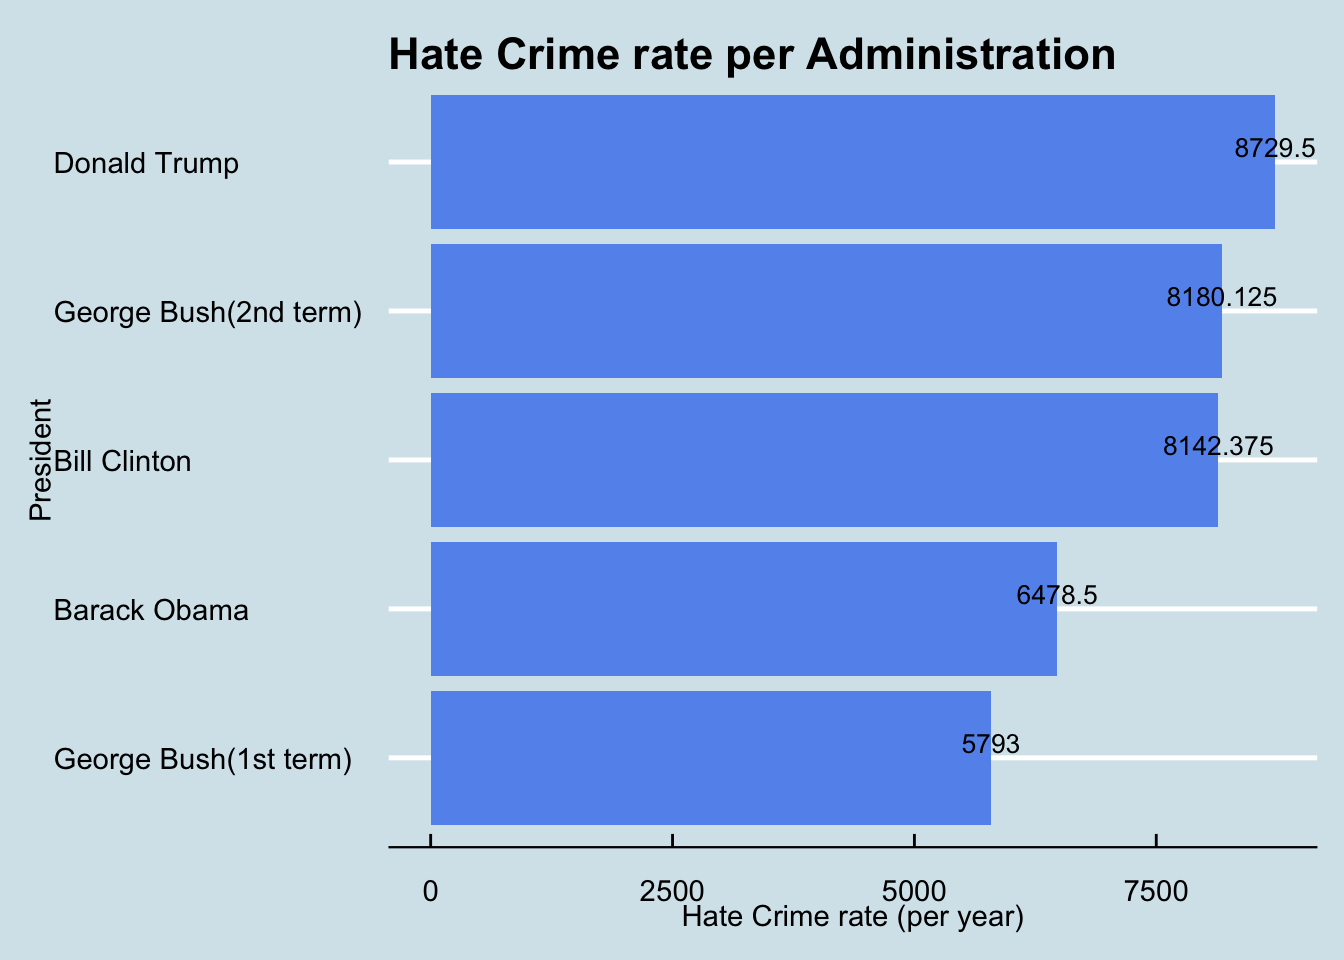 Hate Crime rate per Administration
Donald Trump
8729.5
George Bush(2nd term)
8180.125
President
Bill Clinton
8142.375
Barack Obama
6478.5
George Bush(1st term)
5793
0 2500 5000 7500
Hate Crime rate (per year)